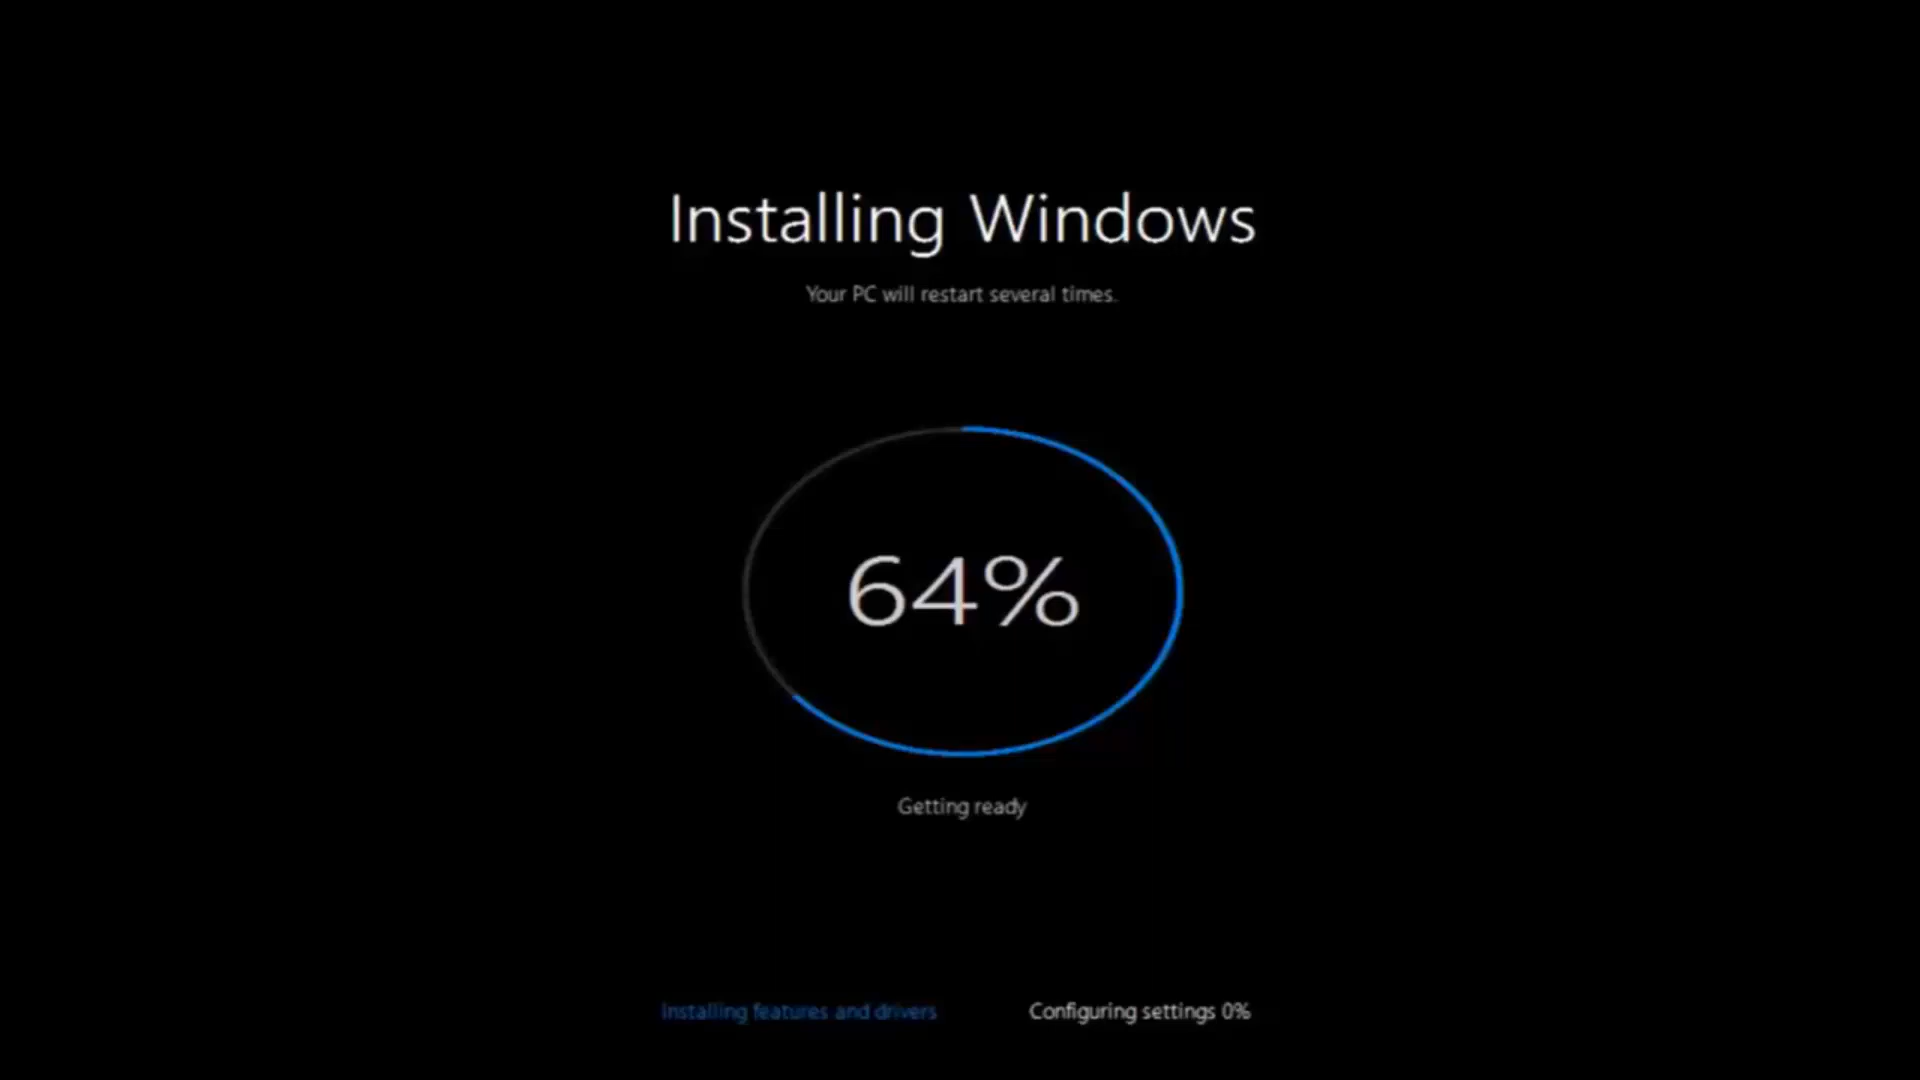 Installing Windows
Your PC will restart several times.
64%
Getting ready
Installing features and drivers
Configuring settings 0%